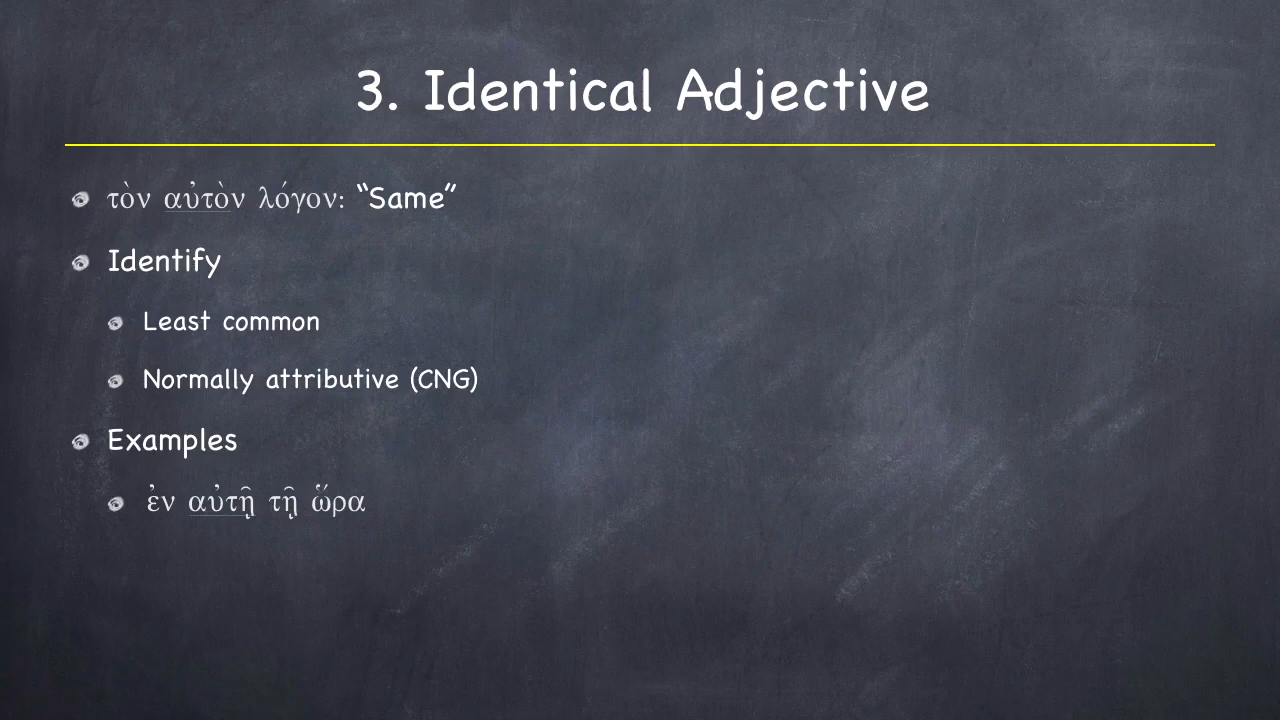 3. Identical Adjective
τὸν αὐτὸν λόγον: “Same”
Identify
Least common
Normally attributive (CNG)
Examples
ἐν αὐτῇ τῇ ὥρα